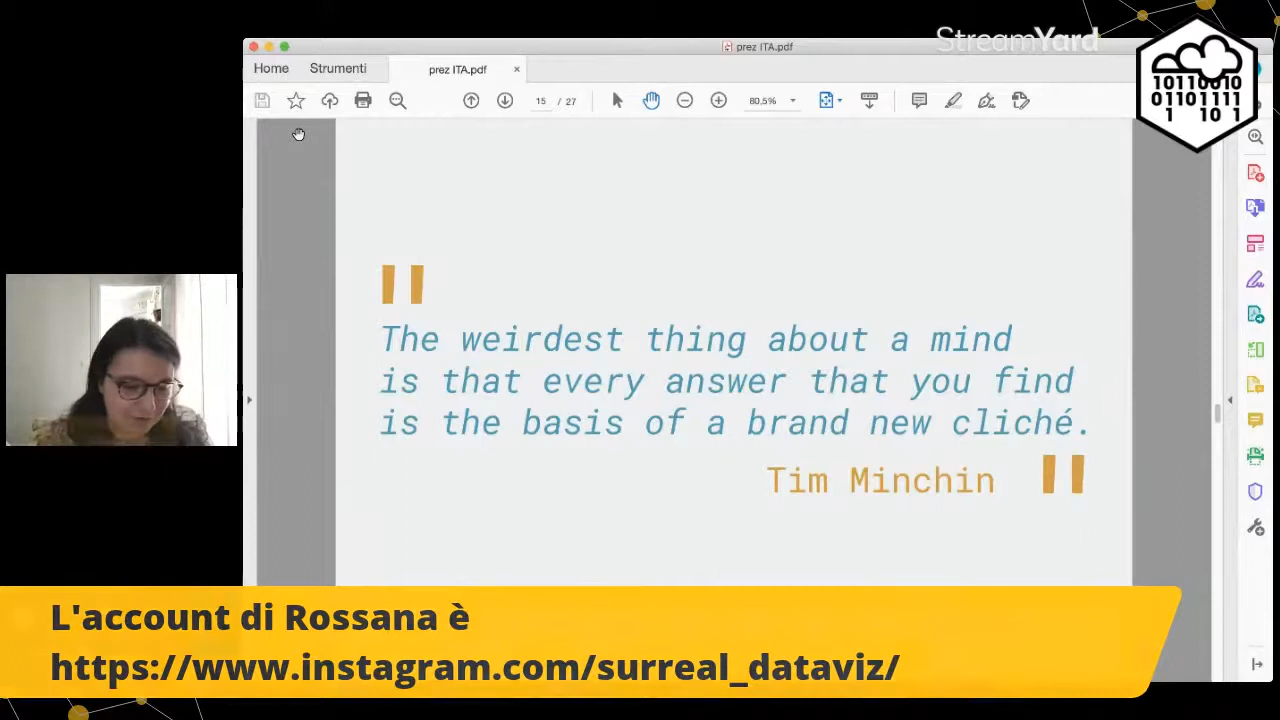 StreamYard
prez ITA.pdf
Home Strumenti prez ITA.pdf ×
15 / 27 80,5%
10110010
01101111
1 10 1
"
The weirdest thing about a mind
is that every answer that you find
is the basis of a brand new cliché.
Tim Minchin "
L'account di Rossana è
https://www.instagram.com/surreal_dataviz/